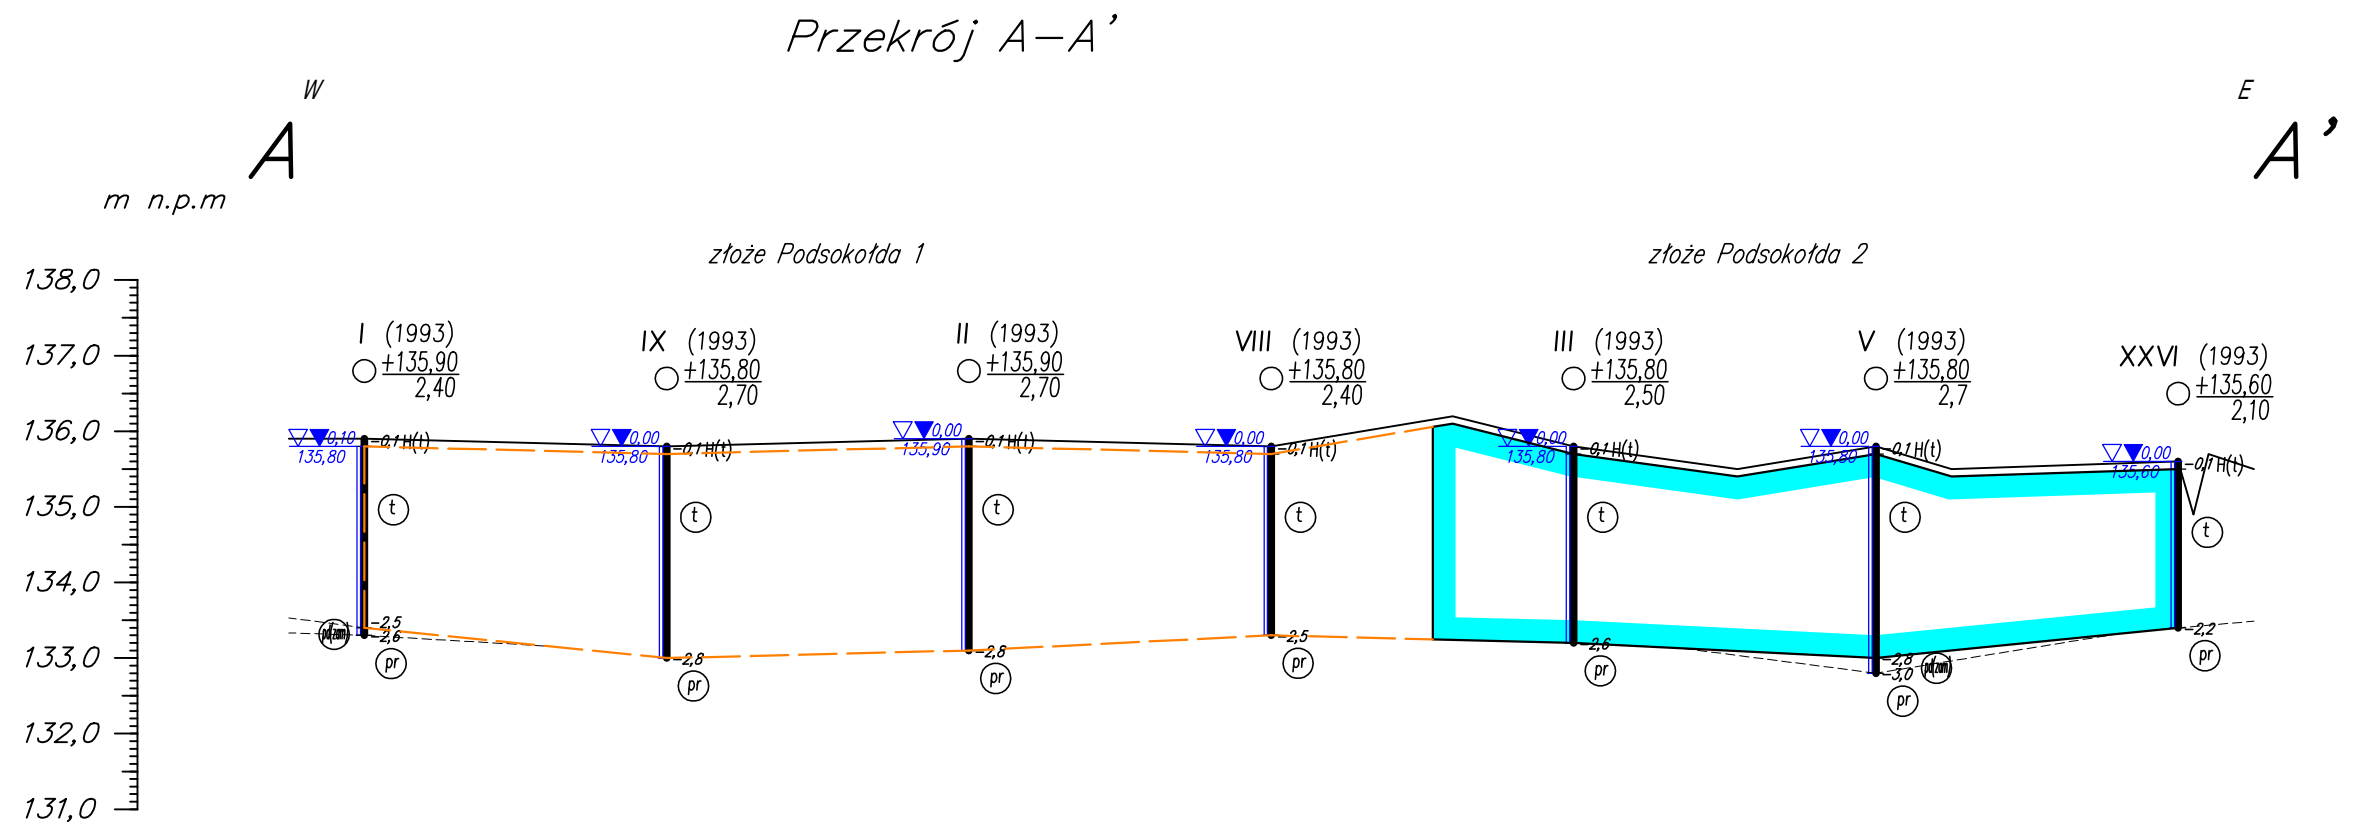 Przekrój A-A'
W
E
A
A'
m n.p.m
złoże Podsokołda 1
złoże Podsokołda 2
138,0
137,0
136,0
135,0
134,0
133,0
132,0
131,0
I (1993)
+135,90
2,40
0,10
135,80
-0,1 H(t)
t
-2,5
-2,6
pr
IX (1993)
+135,80
2,70
0,00
135,80
-0,1 H(t)
t
-2,8
pr
II (1993)
+135,90
2,70
0,00
135,90
-0,1 H(t)
t
-2,8
pr
VIII (1993)
+135,80
2,40
0,00
135,80
-0,1 H(t)
t
-2,5
pr
III (1993)
+135,80
2,50
0,00
135,80
-0,1 H(t)
t
2,6
pr
V (1993)
+135,80
2,7
0,00
135,80
-0,1 H(t)
t
-2,8
-3,0
pr
XXVI (1993)
+135,60
2,10
0,00
135,60
-0,1 H(t)
t
-2,2
pr